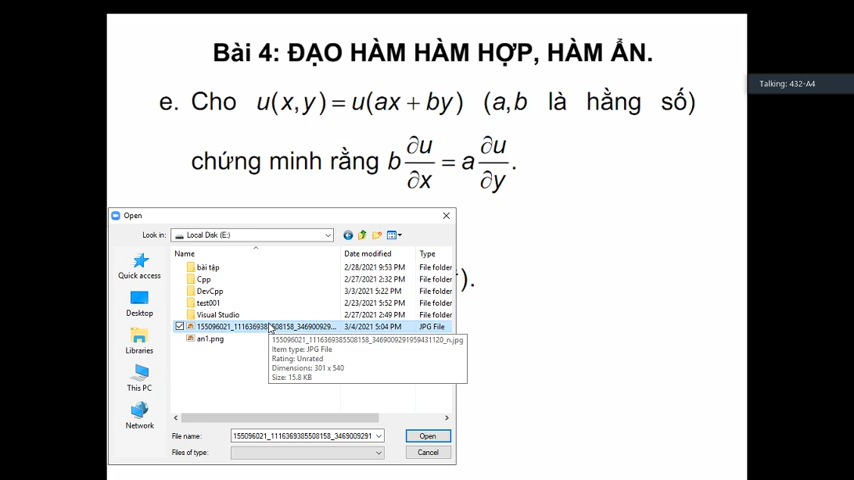 Bài 4: ĐẠO HÀM HÀM HỢP, HÀM ẨN.
Talking: 432-A4
e. Cho u(x,y) = u(ax + by) (a,b là hằng số)
chứng minh rằng b ∂u/∂x = a ∂u/∂y.
Open
Look in: Local Disk (E:)
Name Date modified Type
Quick access
Desktop
Libraries
This PC
Network
bài tập 2/28/2021 9:53 PM File folder
Cpp 2/27/2021 2:32 PM File folder
DevCpp 3/3/2021 5:22 PM File folder
test001 2/23/2021 5:52 PM File folder
Visual Studio 2/27/2021 2:49 PM File folder
155096021_1116369385508158_346900929... 3/4/2021 5:04 PM JPG File
an1.png
155096021_1116369385508158_3469009291959431120_n.jpg
Item type: JPG File
Rating: Unrated
Dimensions: 301 x 540
Size: 15.8 KB
).
File name: 155096021_1116369385508158_3469009291 Open
Files of type: Cancel